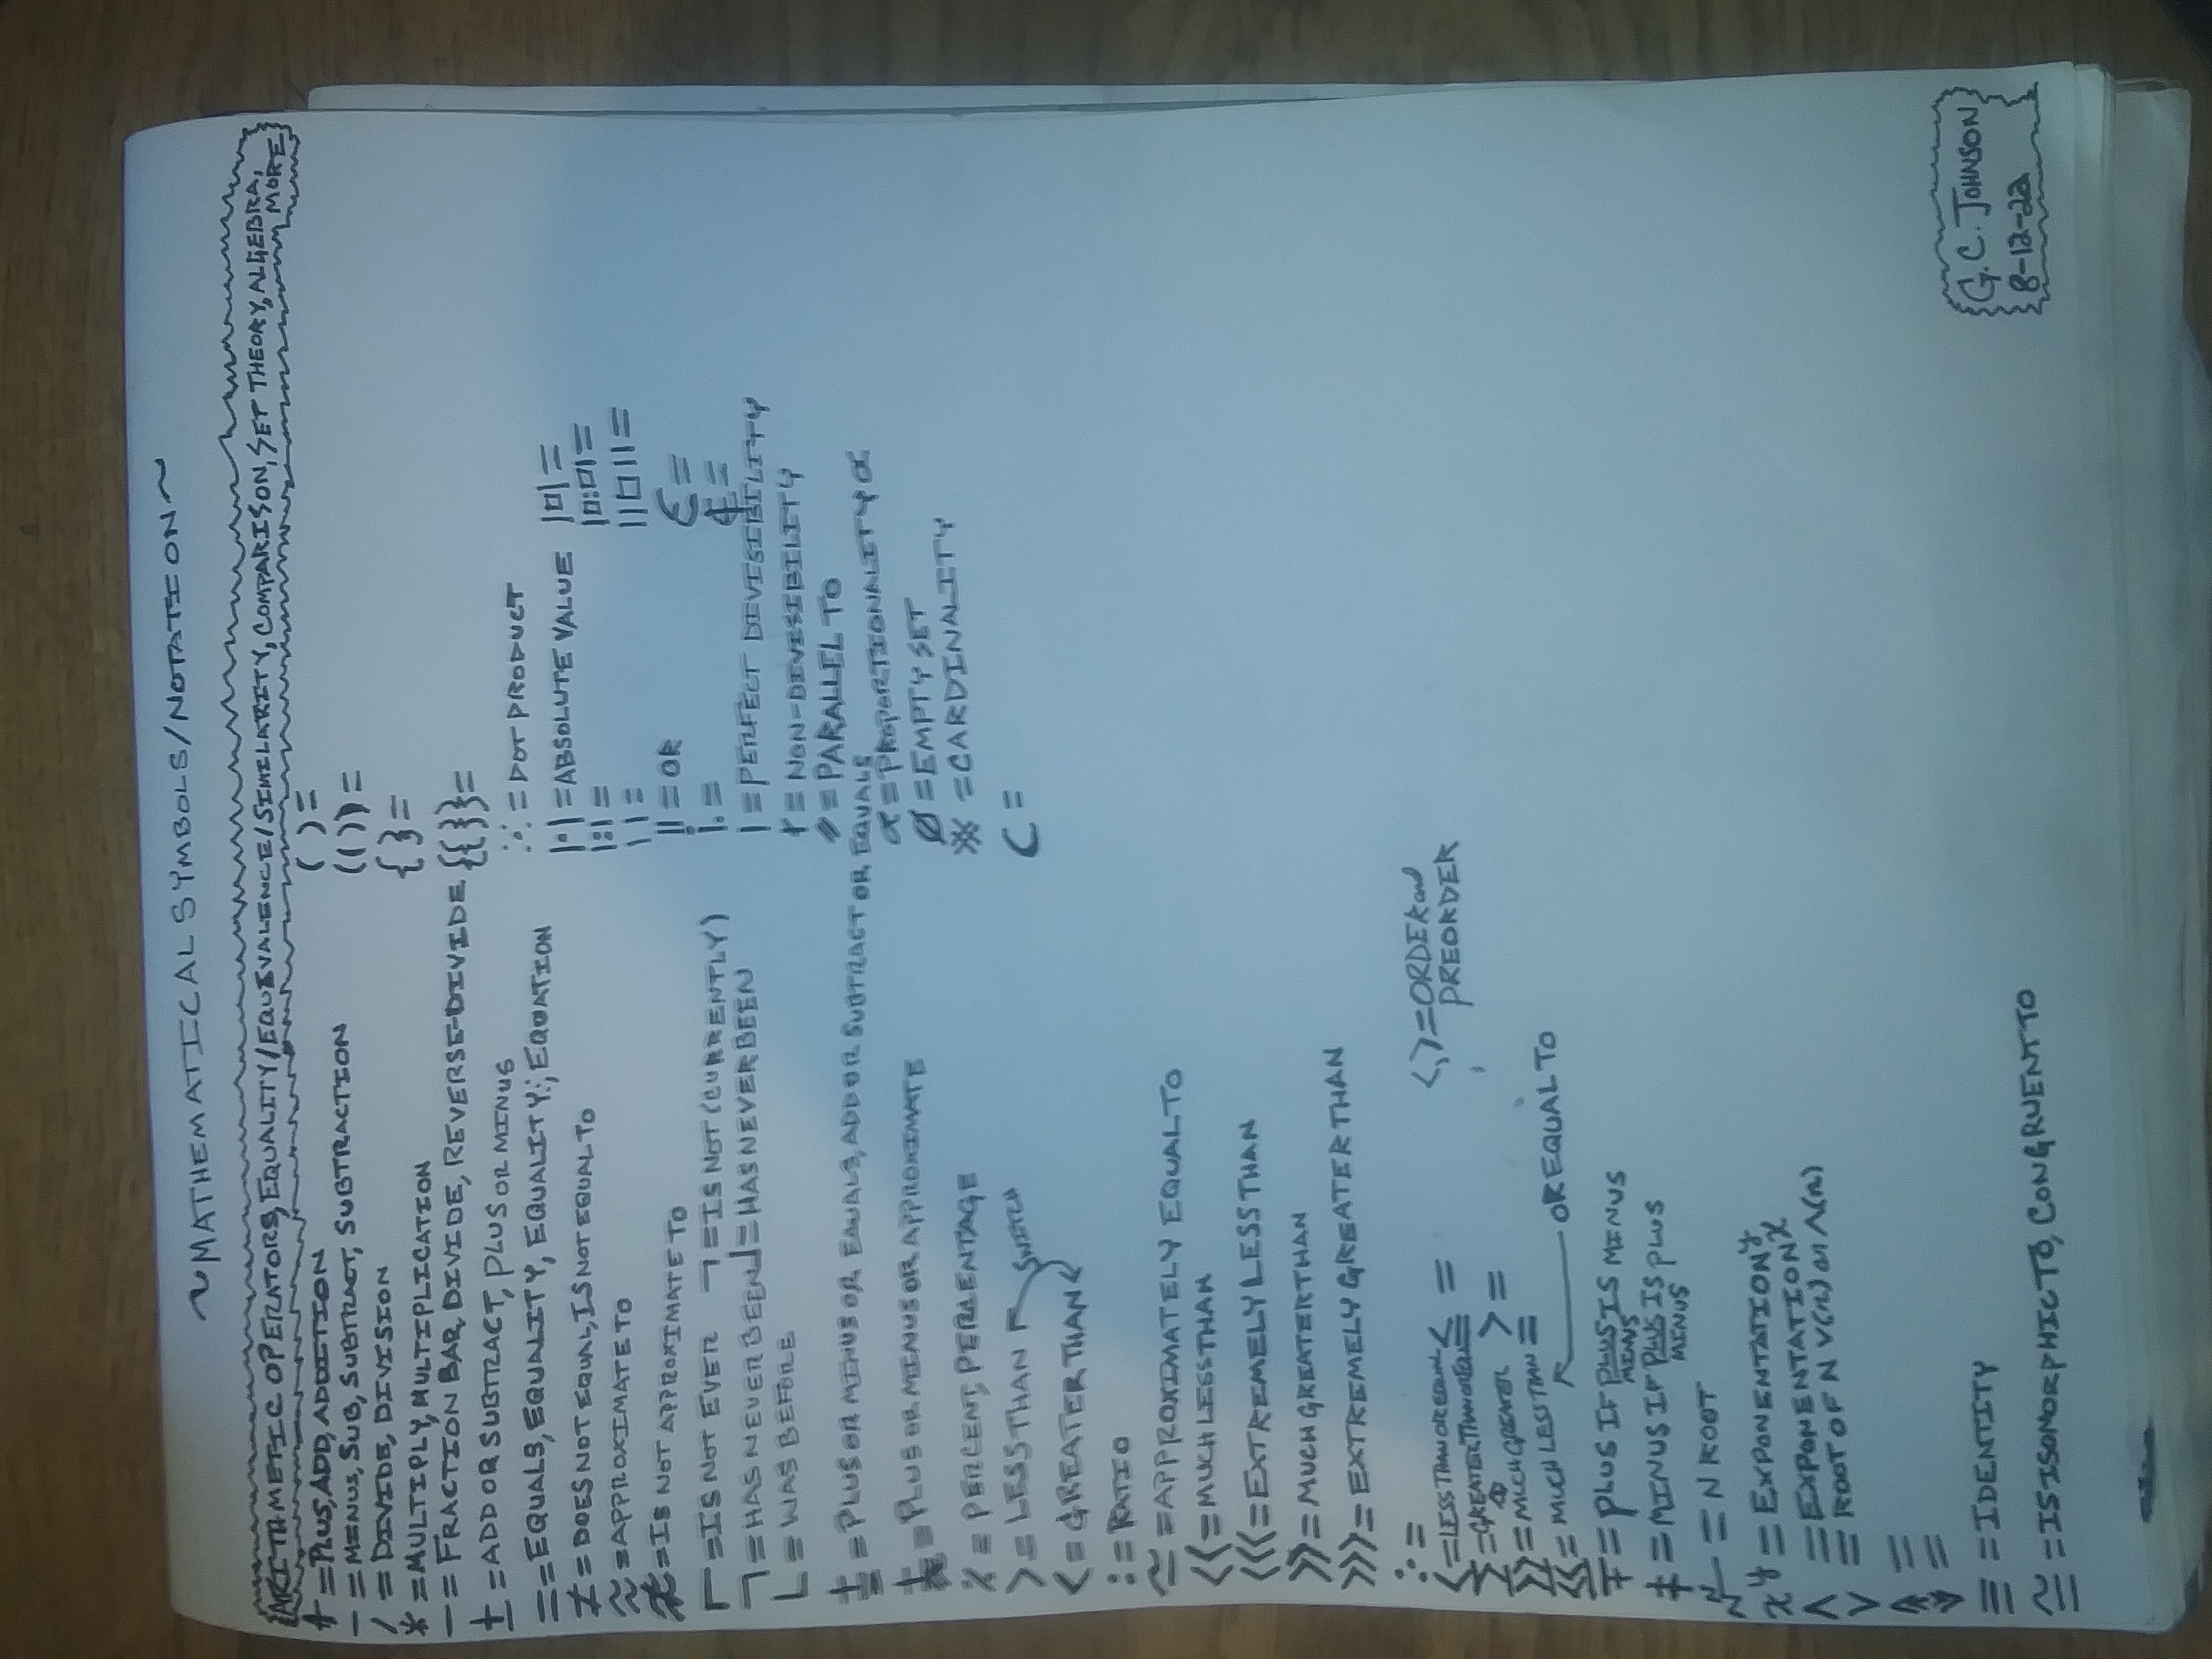 ~MATHEMATICAL SYMBOLS/NOTATION~
ARITHMETIC OPERATORS, EQUALITY/EQUIVALENCE/SIMILARITY, COMPARISON, SET THEORY, ALGEBRA, MORE
+ = PLUS, ADD, ADDITION
- = MINUS, SUB, SUBTRACT, SUBTRACTION
/ = DIVIDE, DIVISION
* = MULTIPLY, MULTIPLICATION
— = FRACTION BAR, DIVIDE, REVERSE-DIVIDE
± = ADD OR SUBTRACT, PLUS OR MINUS
= = EQUALS, EQUALITY, EQUALITY:; EQUATION
≠ = DOES NOT EQUAL, IS NOT EQUAL TO
≈ = APPROXIMATE TO
≉ = IS NOT APPROXIMATE TO
⌐ = IS NOT EVER ¬ = IS NOT (CURRENTLY)
¬ = HAS NEVER BEEN ┘ = HAS NEVER BEEN
L = WAS BEFORE
= PLUS OR MINUS OR EQUALS, ADD OR SUBTRACT OR EQUALS
= PLUS OR MINUS OR APPROXIMATE
% = PERCENT, PERCENTAGE
> = LESS THAN
SWITCH
< = GREATER THAN
: = RATIO
≃ = APPROXIMATELY EQUAL TO
<< = MUCH LESS THAN
<<< = EXTREMELY LESS THAN
>> = MUCH GREATER THAN
>>> = EXTREMELY GREATER THAN
∴ =
≤ = LESS THAN OR EQUAL ≦ =
≥ = GREATER THAN OR EQUAL
>> = MUCH GREATER ≧ =
<< = MUCH LESS THAN
OR EQUAL TO
<,> = ORDER and
PREORDER
∓ = PLUS IF PLUS/MINUS IS MINUS
‡ = MINUS IF PLUS/MINUS IS PLUS
= N ROOT
x^y = EXPONENTATION^y
∧ = EXPONENTATION^x
∨ = ROOT OF N V(n) or Λ(n)
=
=
≡ = IDENTITY
≅ = IS ISOMORPHIC TO, CONGRUENT TO
( ) =
(( )) =
{ } =
{{ }} =
= DOT PRODUCT
|·| = ABSOLUTE VALUE |□| =
|:| = |□:□| =
| | = ||□|| =
|| = OR Є =
|. = =
| = PERFECT DIVISIBILITY
∤ = NON-DIVISIBILITY
// = PARALLEL TO
∝ = PROPORTIONALITY ∝
Ø = EMPTY SET
= CARDINALITY
C =
G.C. JOHNSON
8-12-22